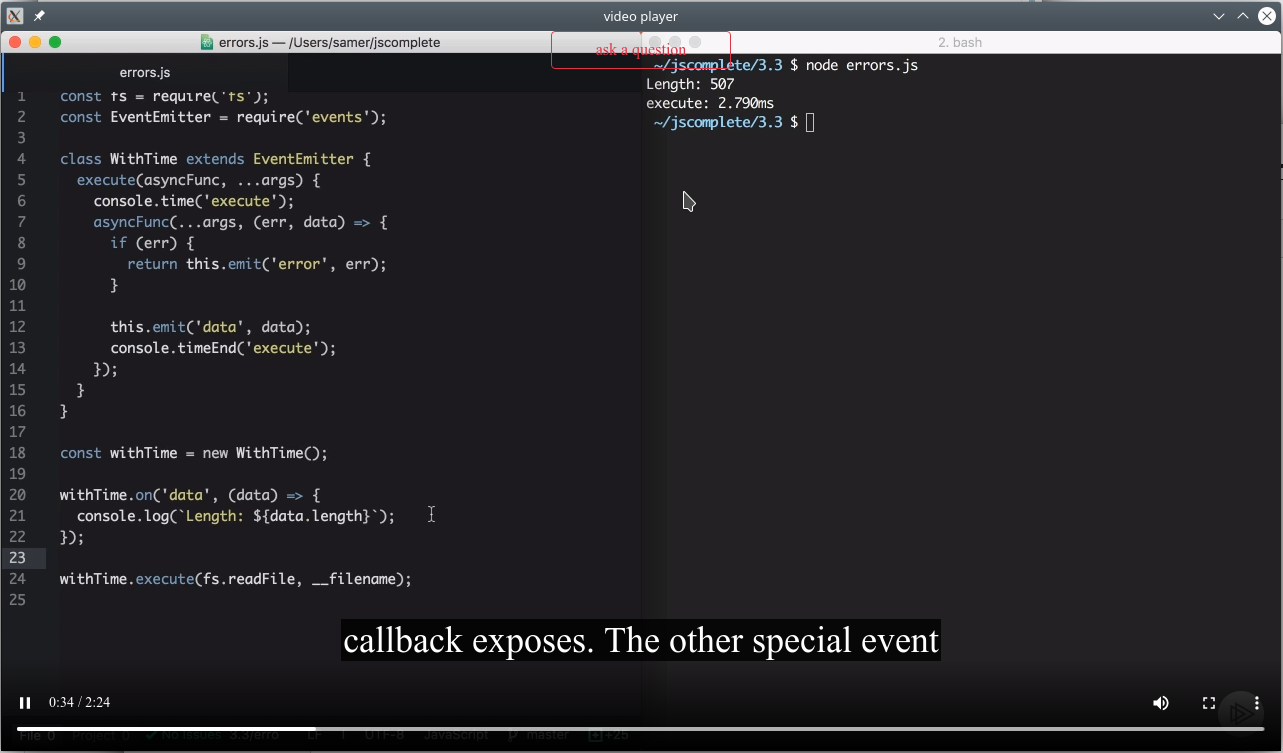 video player
errors.js — /Users/samer/jscomplete
ask a question
2. bash
errors.js
1 const fs = require('fs');
2 const EventEmitter = require('events');
3
4 class WithTime extends EventEmitter {
5 execute(asyncFunc, ...args) {
6 console.time('execute');
7 asyncFunc(...args, (err, data) => {
8 if (err) {
9 return this.emit('error', err);
10 }
11
12 this.emit('data', data);
13 console.timeEnd('execute');
14 });
15 }
16 }
17
18 const withTime = new WithTime();
19
20 withTime.on('data', (data) => {
21 console.log(`Length: ${data.length}`);
22 });
23
24 withTime.execute(fs.readFile, __filename);
25
~/jscomplete/3.3 $ node errors.js
Length: 507
execute: 2.790ms
~/jscomplete/3.3 $
callback exposes. The other special event
0:34 / 2:24
File 0 Project 0 ✓ No Issues 3.3/erro LF 1 UTF-8 JavaScript master +25